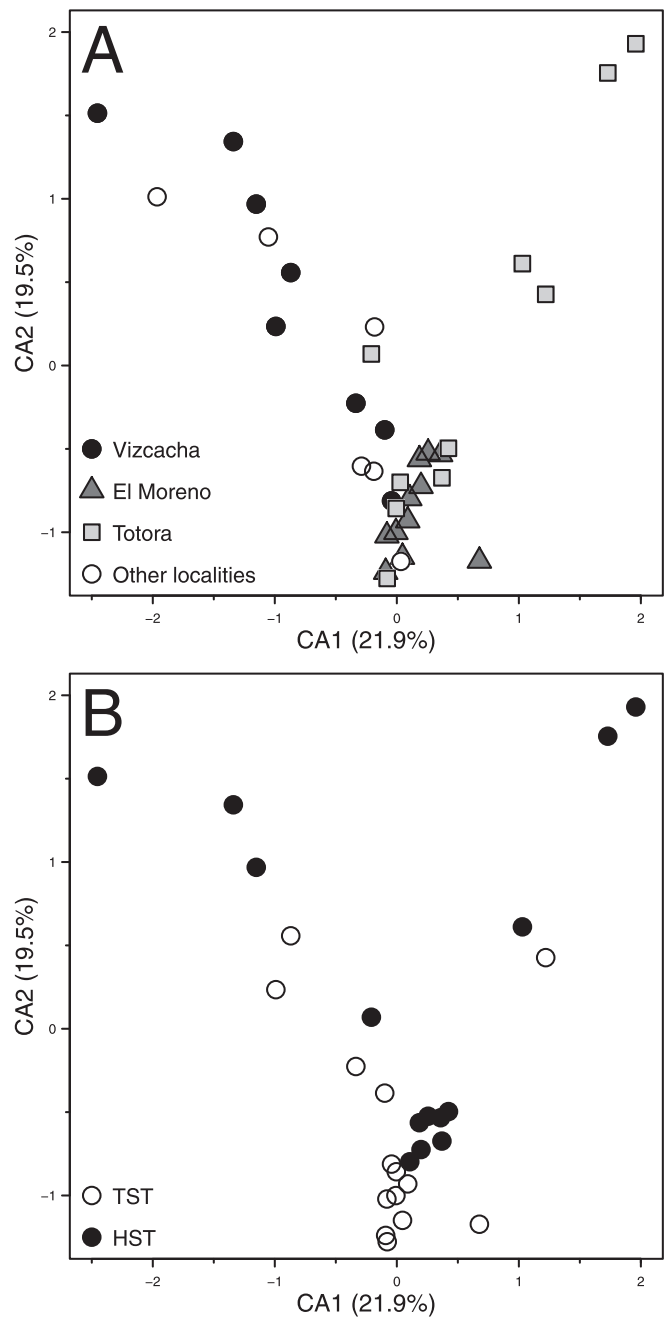 A
2
1
0
−1
CA2 (19.5%)
Vizcacha
El Moreno
Totora
Other localities
−2
−1
0
1
2
CA1 (21.9%)
B
2
1
0
−1
CA2 (19.5%)
TST
HST
−2
−1
0
1
2
CA1 (21.9%)